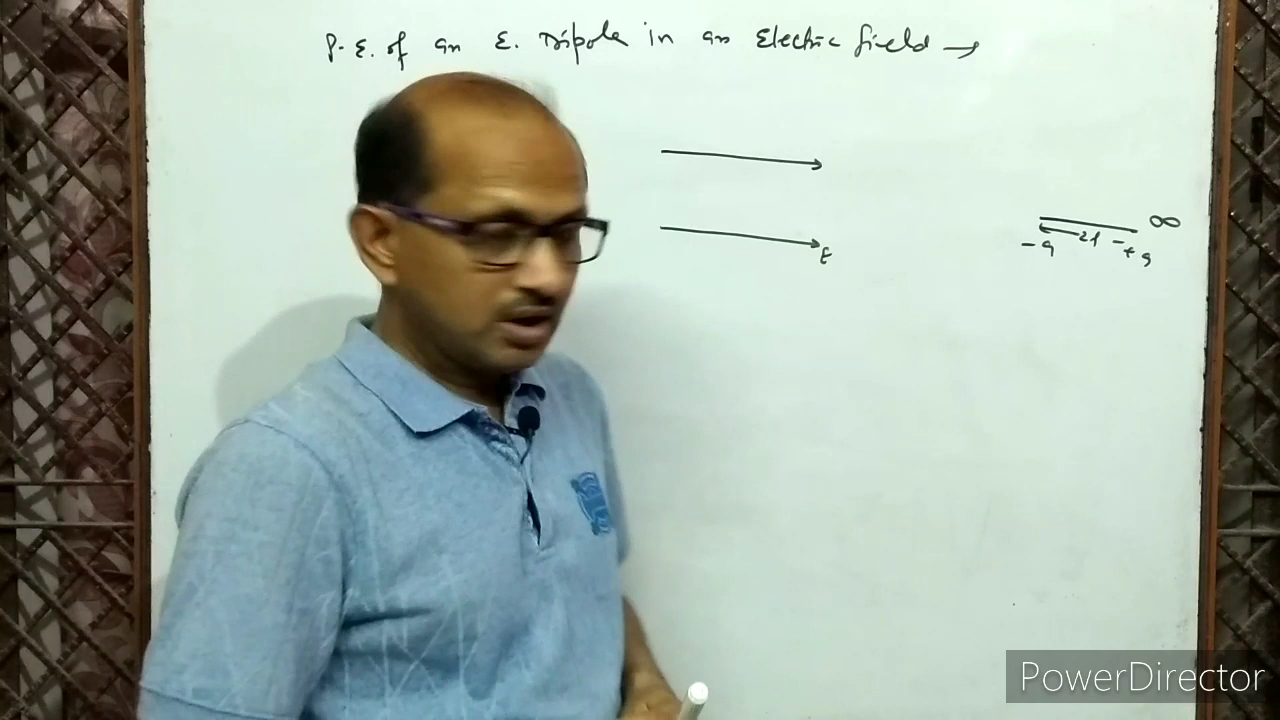 P.E. of an E. Dipole in an Electric field →
E
∞
-q 2l +q
PowerDirector